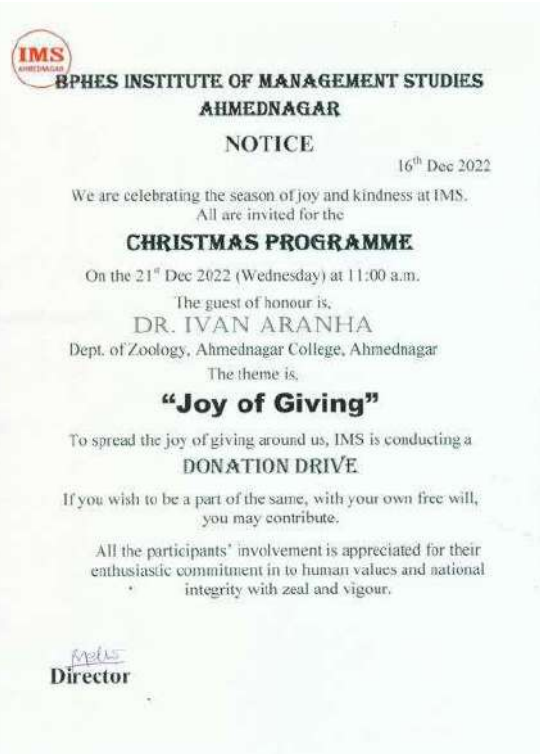 IMS
AHMEDNAGAR
BPHES INSTITUTE OF MANAGEMENT STUDIES
AHMEDNAGAR
NOTICE
16th Dec 2022
We are celebrating the season of joy and kindness at IMS.
All are invited for the
CHRISTMAS PROGRAMME
On the 21st Dec 2022 (Wednesday) at 11:00 a.m.
The guest of honour is,
DR. IVAN ARANHA
Dept. of Zoology, Ahmednagar College, Ahmednagar
The theme is,
“Joy of Giving”
To spread the joy of giving around us, IMS is conducting a
DONATION DRIVE
If you wish to be a part of the same, with your own free will,
you may contribute.
All the participants’ involvement is appreciated for their
enthusiastic commitment in to human values and national
integrity with zeal and vigour.
Director